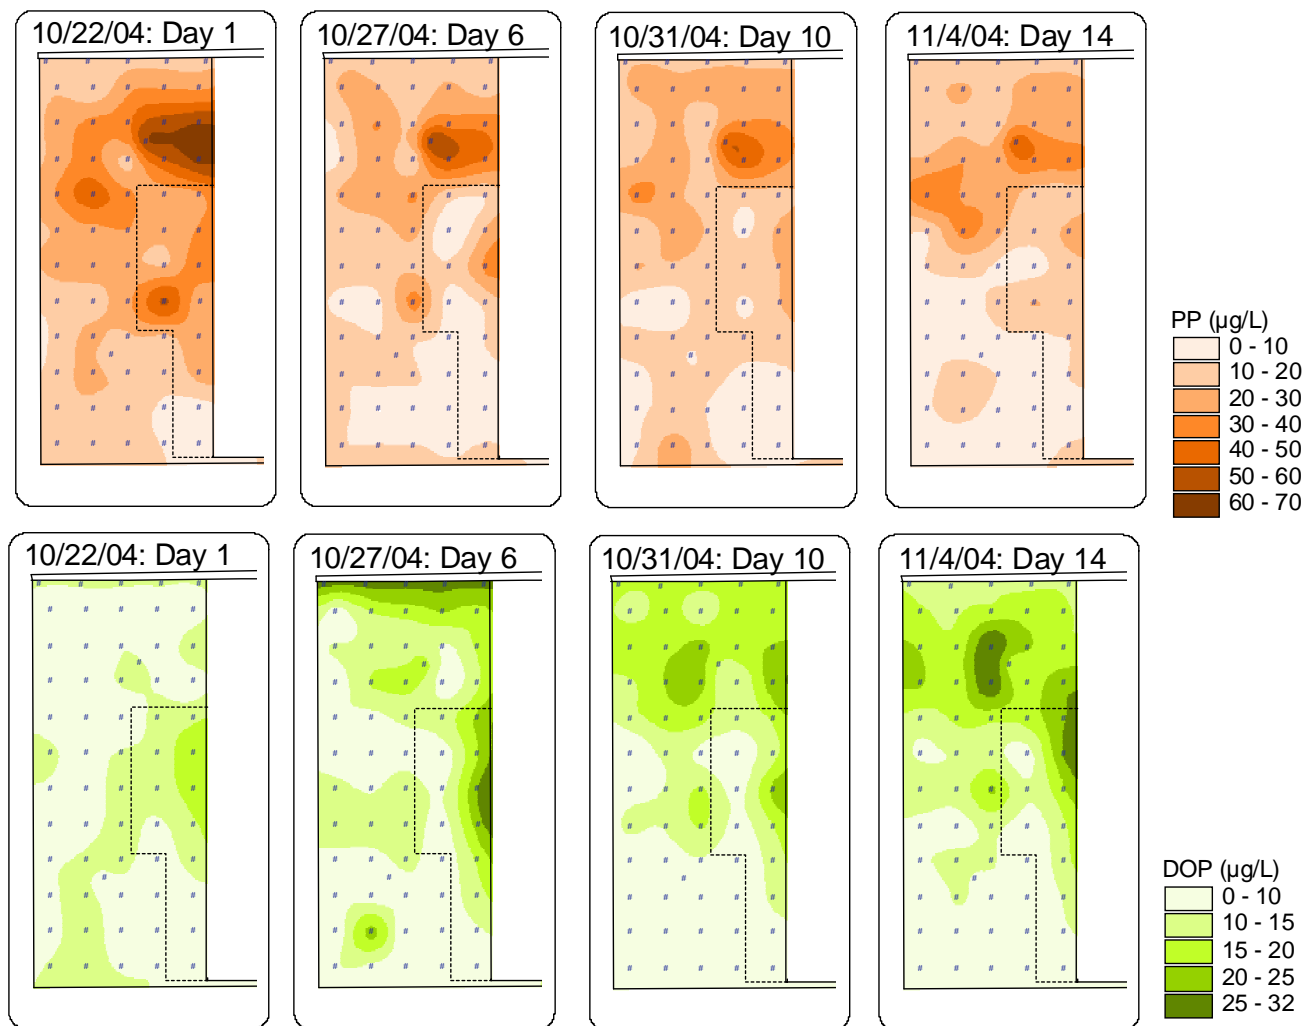 10/22/04: Day 1
10/27/04: Day 6
10/31/04: Day 10
11/4/04: Day 14
PP (µg/L)
0 - 10
10 - 20
20 - 30
30 - 40
40 - 50
50 - 60
60 - 70
10/22/04: Day 1
10/27/04: Day 6
10/31/04: Day 10
11/4/04: Day 14
DOP (µg/L)
0 - 10
10 - 15
15 - 20
20 - 25
25 - 32